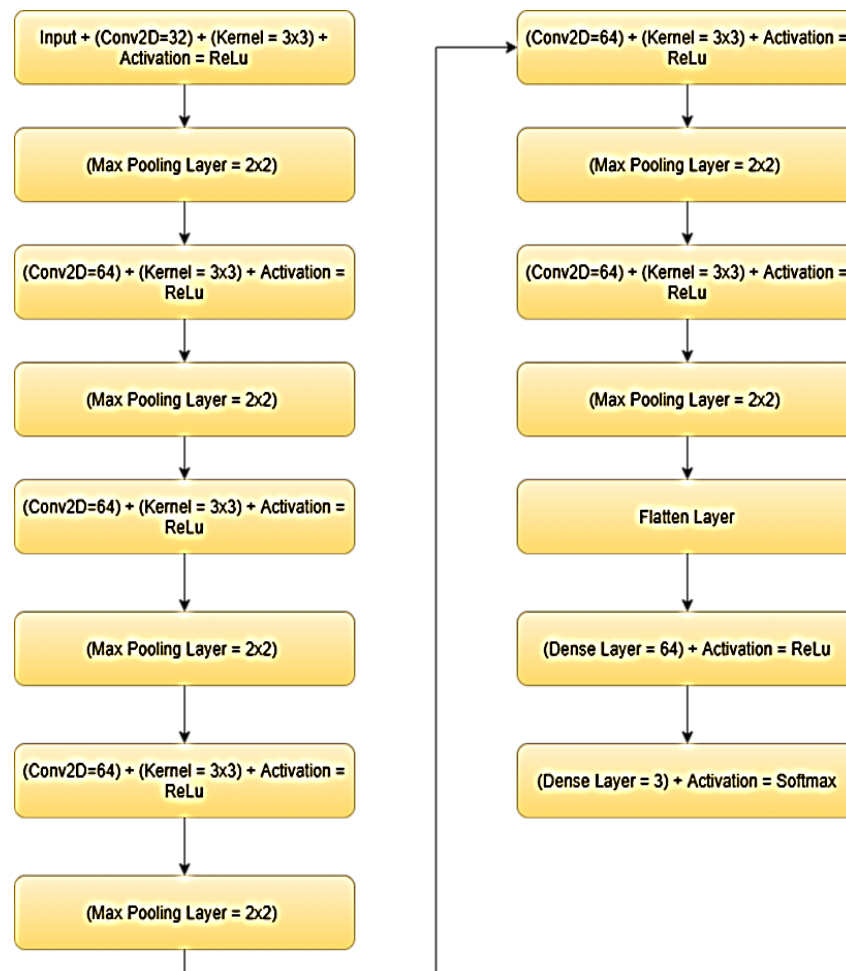 Input + (Conv2D=32) + (Kernel = 3x3) +
Activation = ReLu
(Max Pooling Layer = 2x2)
(Conv2D=64) + (Kernel = 3x3) + Activation =
ReLu
(Max Pooling Layer = 2x2)
(Conv2D=64) + (Kernel = 3x3) + Activation =
ReLu
(Max Pooling Layer = 2x2)
(Conv2D=64) + (Kernel = 3x3) + Activation =
ReLu
(Max Pooling Layer = 2x2)
(Conv2D=64) + (Kernel = 3x3) + Activation =
ReLu
(Max Pooling Layer = 2x2)
(Conv2D=64) + (Kernel = 3x3) + Activation =
ReLu
(Max Pooling Layer = 2x2)
Flatten Layer
(Dense Layer = 64) + Activation = ReLu
(Dense Layer = 3) + Activation = Softmax